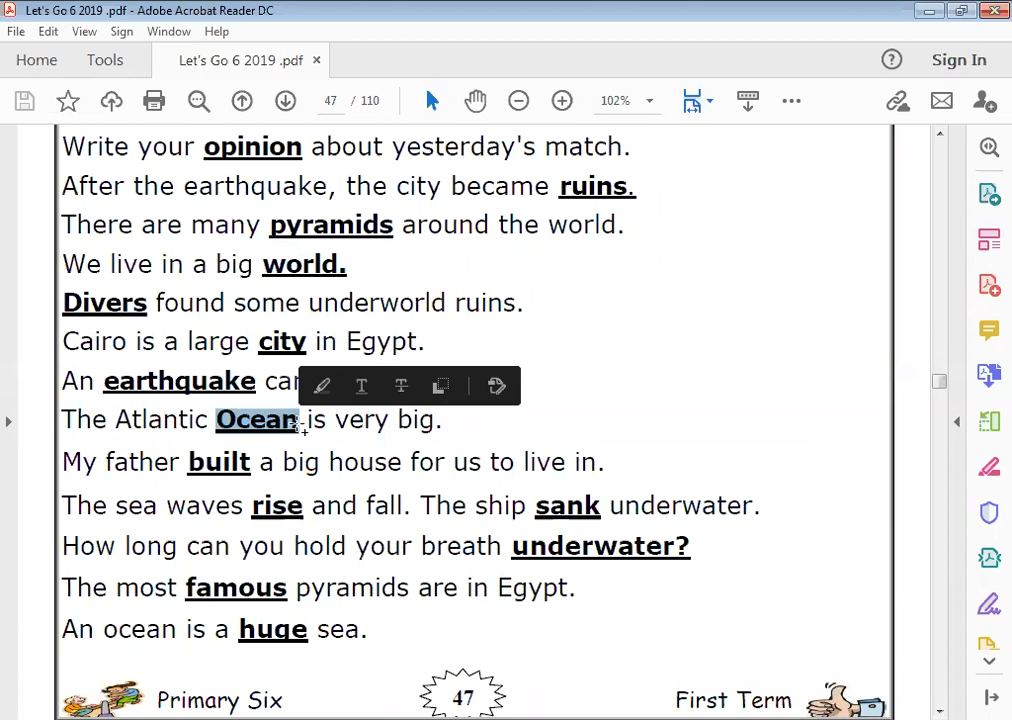 Let's Go 6 2019 .pdf - Adobe Acrobat Reader DC
File Edit View Sign Window Help
Home Tools Let's Go 6 2019 .pdf × Sign In
47 / 110 102%
Write your opinion about yesterday's match.
After the earthquake, the city became ruins.
There are many pyramids around the world.
We live in a big world.
Divers found some underworld ruins.
Cairo is a large city in Egypt.
An earthquake
The Atlantic Ocean is very big.
My father built a big house for us to live in.
The sea waves rise and fall. The ship sank underwater.
How long can you hold your breath underwater?
The most famous pyramids are in Egypt.
An ocean is a huge sea.
Primary Six 47 First Term